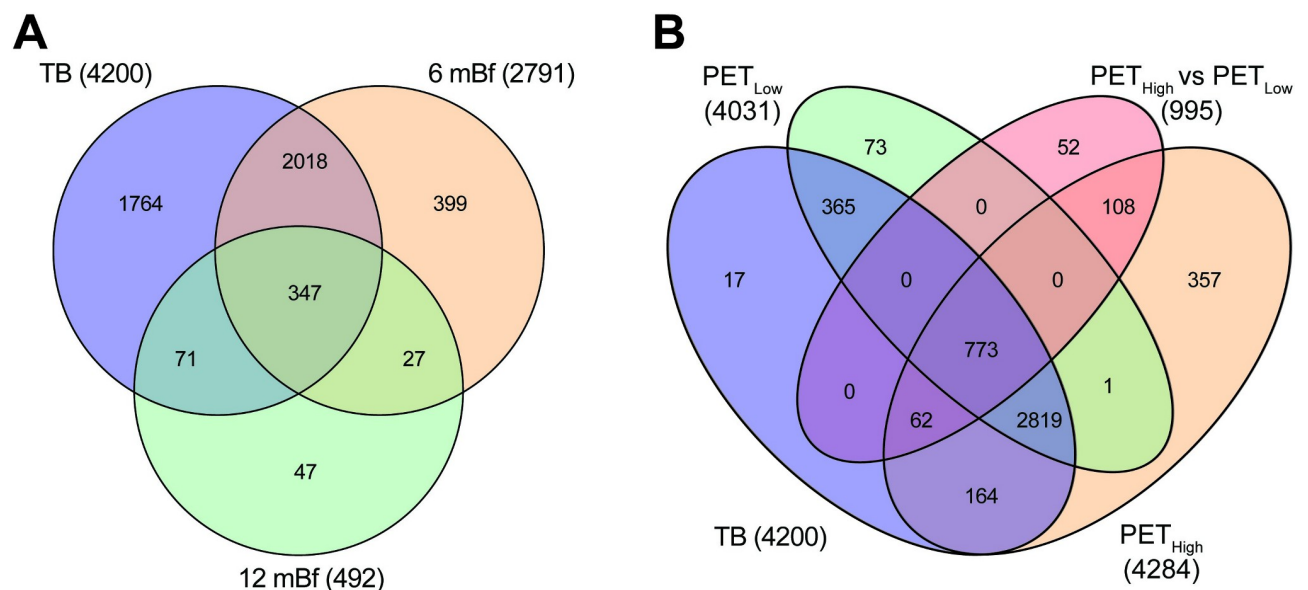 A
TB (4200)
6 mBf (2791)
2018
1764
399
347
71
27
47
12 mBf (492)
B
PETLow
(4031)
PETHigh vs PETLow
(995)
73
52
365
0
108
17
0
0
357
773
0
1
62
2819
164
TB (4200)
PETHigh
(4284)